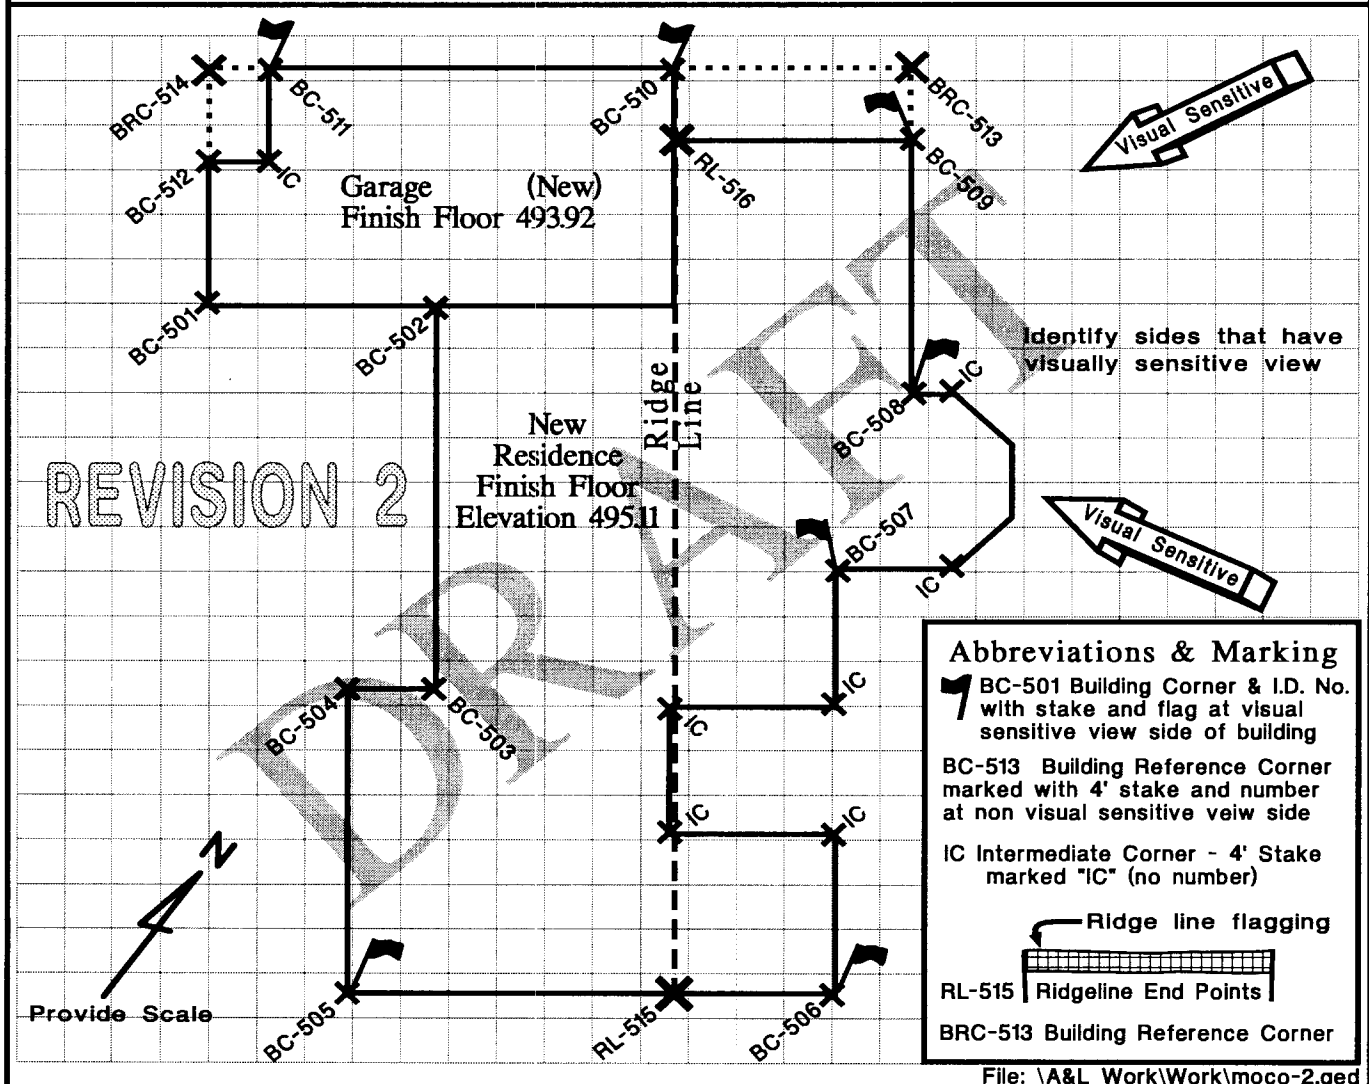 BRC-514
BC-511
BC-510
BRC-513
Visual Sensitive
BC-512
IC
RL-516
BC-509
Garage (New)
Finish Floor 493.92
BC-501
BC-502
Identify sides that have
visually sensitive view
Ridge
Line
IC
BC-508
New
Residence
Finish Floor
Elevation 495.11
REVISION 2
DRAFT
BC-507
Visual Sensitive
IC
BC-504
BC-503
IC
IC
IC
IC
N
Provide Scale
BC-505
RL-515
BC-506
Abbreviations & Marking
BC-501 Building Corner & I.D. No.
with stake and flag at visual
sensitive view side of building
BC-513 Building Reference Corner
marked with 4' stake and number
at non visual sensitive veiw side
IC Intermediate Corner - 4' Stake
marked "IC" (no number)
Ridge line flagging
RL-515 Ridgeline End Points
BRC-513 Building Reference Corner
File: \A&L Work\Work\moco-2.ged